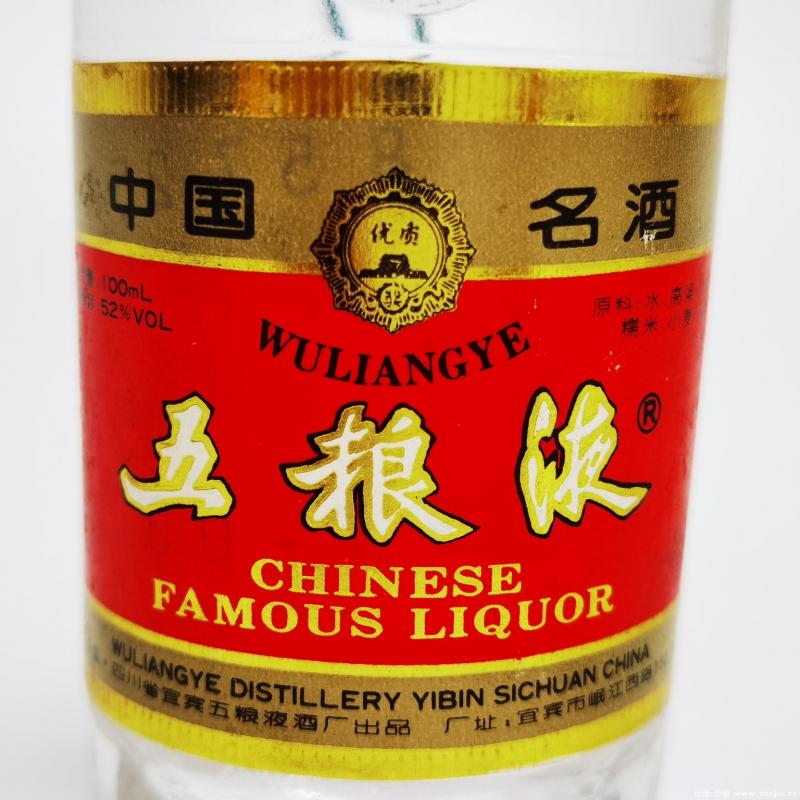 中国 名酒
优质
奖
100mL
52%VOL
原料:水、高粱
糯米、小麦
WULIANGYE
五粮液®
CHINESE
FAMOUS LIQUOR
WULIANGYE DISTILLERY YIBIN SICHUAN CHINA
四川省宜宾五粮液酒厂出品 厂址:宜宾市岷江西路